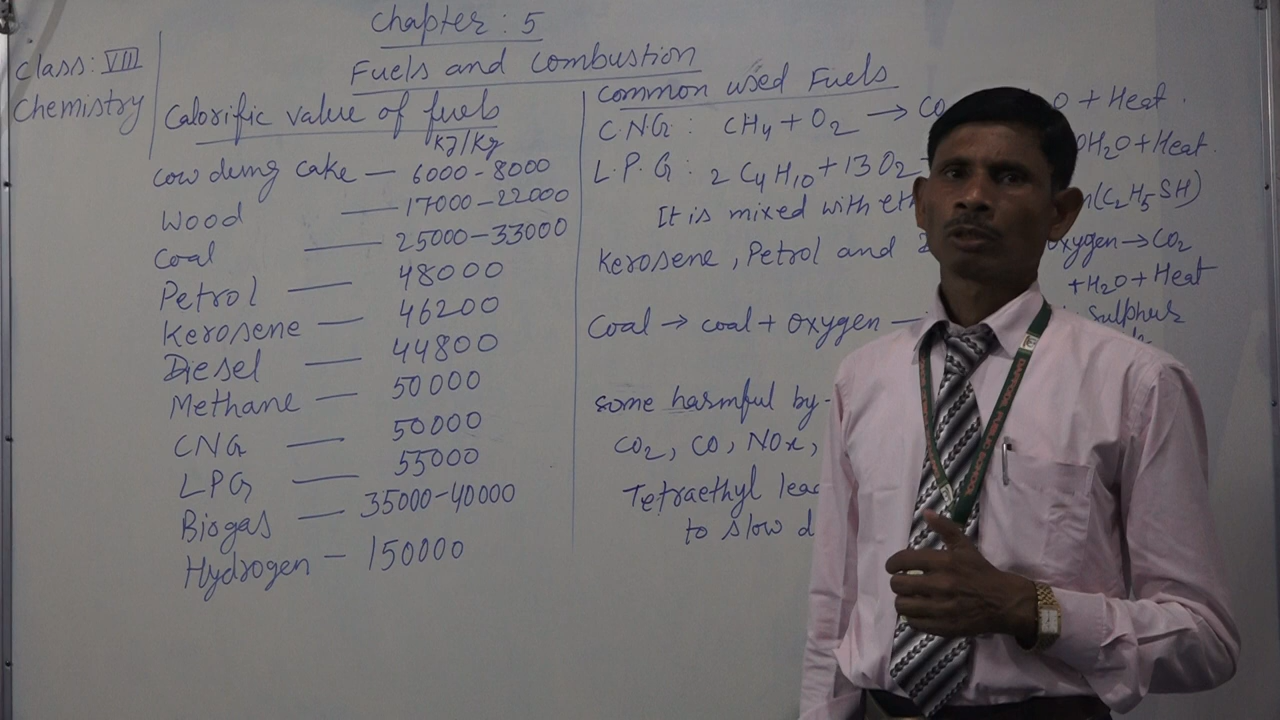 Chapter: 5
Class: VIII
Chemistry
Fuels and Combustion
Calorific value of fuels
KJ/Kg
Cow dung cake — 6000-8000
Wood — 17000-22000
Coal — 25000-33000
Petrol — 48000
Kerosene — 46200
Diesel — 44800
Methane — 50000
CNG — 50000
LPG — 55000
Biogas — 35000-40000
Hydrogen — 150000
Common used Fuels
C.N.G: CH4 + O2 → CO + Heat.
L.P.G: 2 C4H10 + 13 O2 H2O + Heat.
It is mixed with (C2H5SH)
Kerosene, Petrol and oxygen → CO2
+ H2O + Heat
Coal → coal + oxygen — sulphur
some harmful by-
CO2, CO, NOx,
Tetraethyl
to slow